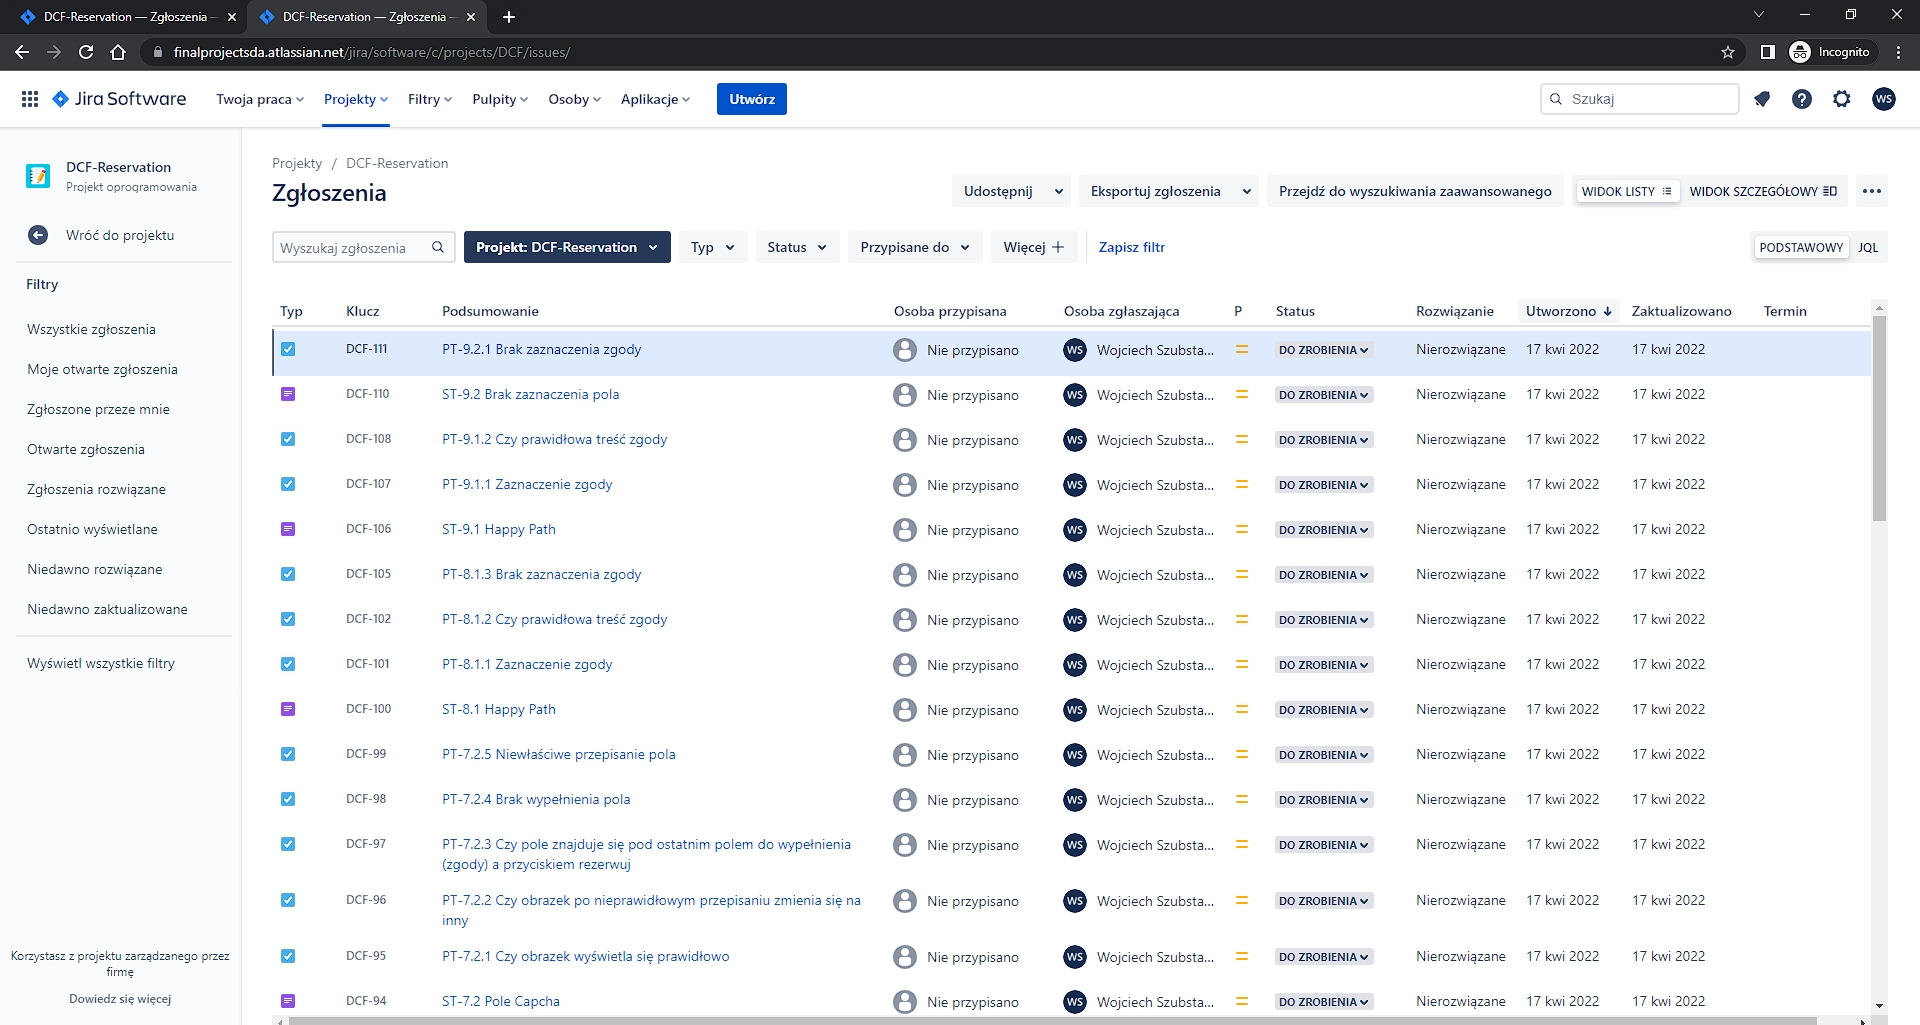 DCF-Reservation — Zgłoszenia -
DCF-Reservation — Zgłoszenia -
finalprojectsda.atlassian.net/jira/software/c/projects/DCF/issues/
Incognito
Jira Software
Twoja praca
Projekty
Filtry
Pulpity
Osoby
Aplikacje
Utwórz
Szukaj
WS
DCF-Reservation
Projekt oprogramowania
Wróć do projektu
Filtry
Wszystkie zgłoszenia
Moje otwarte zgłoszenia
Zgłoszone przeze mnie
Otwarte zgłoszenia
Zgłoszenia rozwiązane
Ostatnio wyświetlane
Niedawno rozwiązane
Niedawno zaktualizowane
Wyświetl wszystkie filtry
Korzystasz z projektu zarządzanego przez
firmę
Dowiedz się więcej
Projekty / DCF-Reservation
Zgłoszenia
Udostępnij
Eksportuj zgłoszenia
Przejdź do wyszukiwania zaawansowanego
WIDOK LISTY
WIDOK SZCZEGÓŁOWY
Wyszukaj zgłoszenia
Projekt: DCF-Reservation
Typ
Status
Przypisane do
Więcej
Zapisz filtr
PODSTAWOWY
JQL
Typ Klucz Podsumowanie Osoba przypisana Osoba zgłaszająca P Status Rozwiązanie Utworzono Zaktualizowano Termin
DCF-111 PT-9.2.1 Brak zaznaczenia zgody Nie przypisano WS Wojciech Szubsta... DO ZROBIENIA Nierozwiązane 17 kwi 2022 17 kwi 2022
DCF-110 ST-9.2 Brak zaznaczenia pola Nie przypisano WS Wojciech Szubsta... DO ZROBIENIA Nierozwiązane 17 kwi 2022 17 kwi 2022
DCF-108 PT-9.1.2 Czy prawidłowa treść zgody Nie przypisano WS Wojciech Szubsta... DO ZROBIENIA Nierozwiązane 17 kwi 2022 17 kwi 2022
DCF-107 PT-9.1.1 Zaznaczenie zgody Nie przypisano WS Wojciech Szubsta... DO ZROBIENIA Nierozwiązane 17 kwi 2022 17 kwi 2022
DCF-106 ST-9.1 Happy Path Nie przypisano WS Wojciech Szubsta... DO ZROBIENIA Nierozwiązane 17 kwi 2022 17 kwi 2022
DCF-105 PT-8.1.3 Brak zaznaczenia zgody Nie przypisano WS Wojciech Szubsta... DO ZROBIENIA Nierozwiązane 17 kwi 2022 17 kwi 2022
DCF-102 PT-8.1.2 Czy prawidłowa treść zgody Nie przypisano WS Wojciech Szubsta... DO ZROBIENIA Nierozwiązane 17 kwi 2022 17 kwi 2022
DCF-101 PT-8.1.1 Zaznaczenie zgody Nie przypisano WS Wojciech Szubsta... DO ZROBIENIA Nierozwiązane 17 kwi 2022 17 kwi 2022
DCF-100 ST-8.1 Happy Path Nie przypisano WS Wojciech Szubsta... DO ZROBIENIA Nierozwiązane 17 kwi 2022 17 kwi 2022
DCF-99 PT-7.2.5 Niewłaściwe przepisanie pola Nie przypisano WS Wojciech Szubsta... DO ZROBIENIA Nierozwiązane 17 kwi 2022 17 kwi 2022
DCF-98 PT-7.2.4 Brak wypełnienia pola Nie przypisano WS Wojciech Szubsta... DO ZROBIENIA Nierozwiązane 17 kwi 2022 17 kwi 2022
DCF-97 PT-7.2.3 Czy pole znajduje się pod ostatnim polem do wypełnienia Nie przypisano WS Wojciech Szubsta... DO ZROBIENIA Nierozwiązane 17 kwi 2022 17 kwi 2022
(zgody) a przyciskiem rezerwuj
DCF-96 PT-7.2.2 Czy obrazek po nieprawidłowym przepisaniu zmienia się na Nie przypisano WS Wojciech Szubsta... DO ZROBIENIA Nierozwiązane 17 kwi 2022 17 kwi 2022
inny
DCF-95 PT-7.2.1 Czy obrazek wyświetla się prawidłowo Nie przypisano WS Wojciech Szubsta... DO ZROBIENIA Nierozwiązane 17 kwi 2022 17 kwi 2022
DCF-94 ST-7.2 Pole Capcha Nie przypisano WS Wojciech Szubsta... DO ZROBIENIA Nierozwiązane 17 kwi 2022 17 kwi 2022